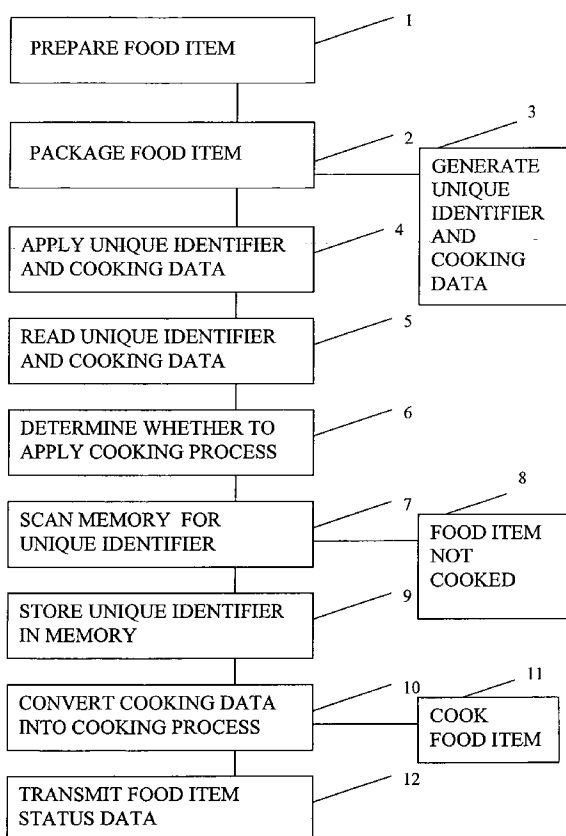 1
PREPARE FOOD ITEM
2
PACKAGE FOOD ITEM
3
GENERATE
UNIQUE
IDENTIFIER
AND
COOKING
DATA
4
APPLY UNIQUE IDENTIFIER
AND COOKING DATA
5
READ UNIQUE IDENTIFIER
AND COOKING DATA
6
DETERMINE WHETHER TO
APPLY COOKING PROCESS
7
SCAN MEMORY FOR
UNIQUE IDENTIFIER
8
FOOD ITEM
NOT
COOKED
9
STORE UNIQUE IDENTIFIER
IN MEMORY
10
CONVERT COOKING DATA
INTO COOKING PROCESS
11
COOK
FOOD ITEM
12
TRANSMIT FOOD ITEM
STATUS DATA